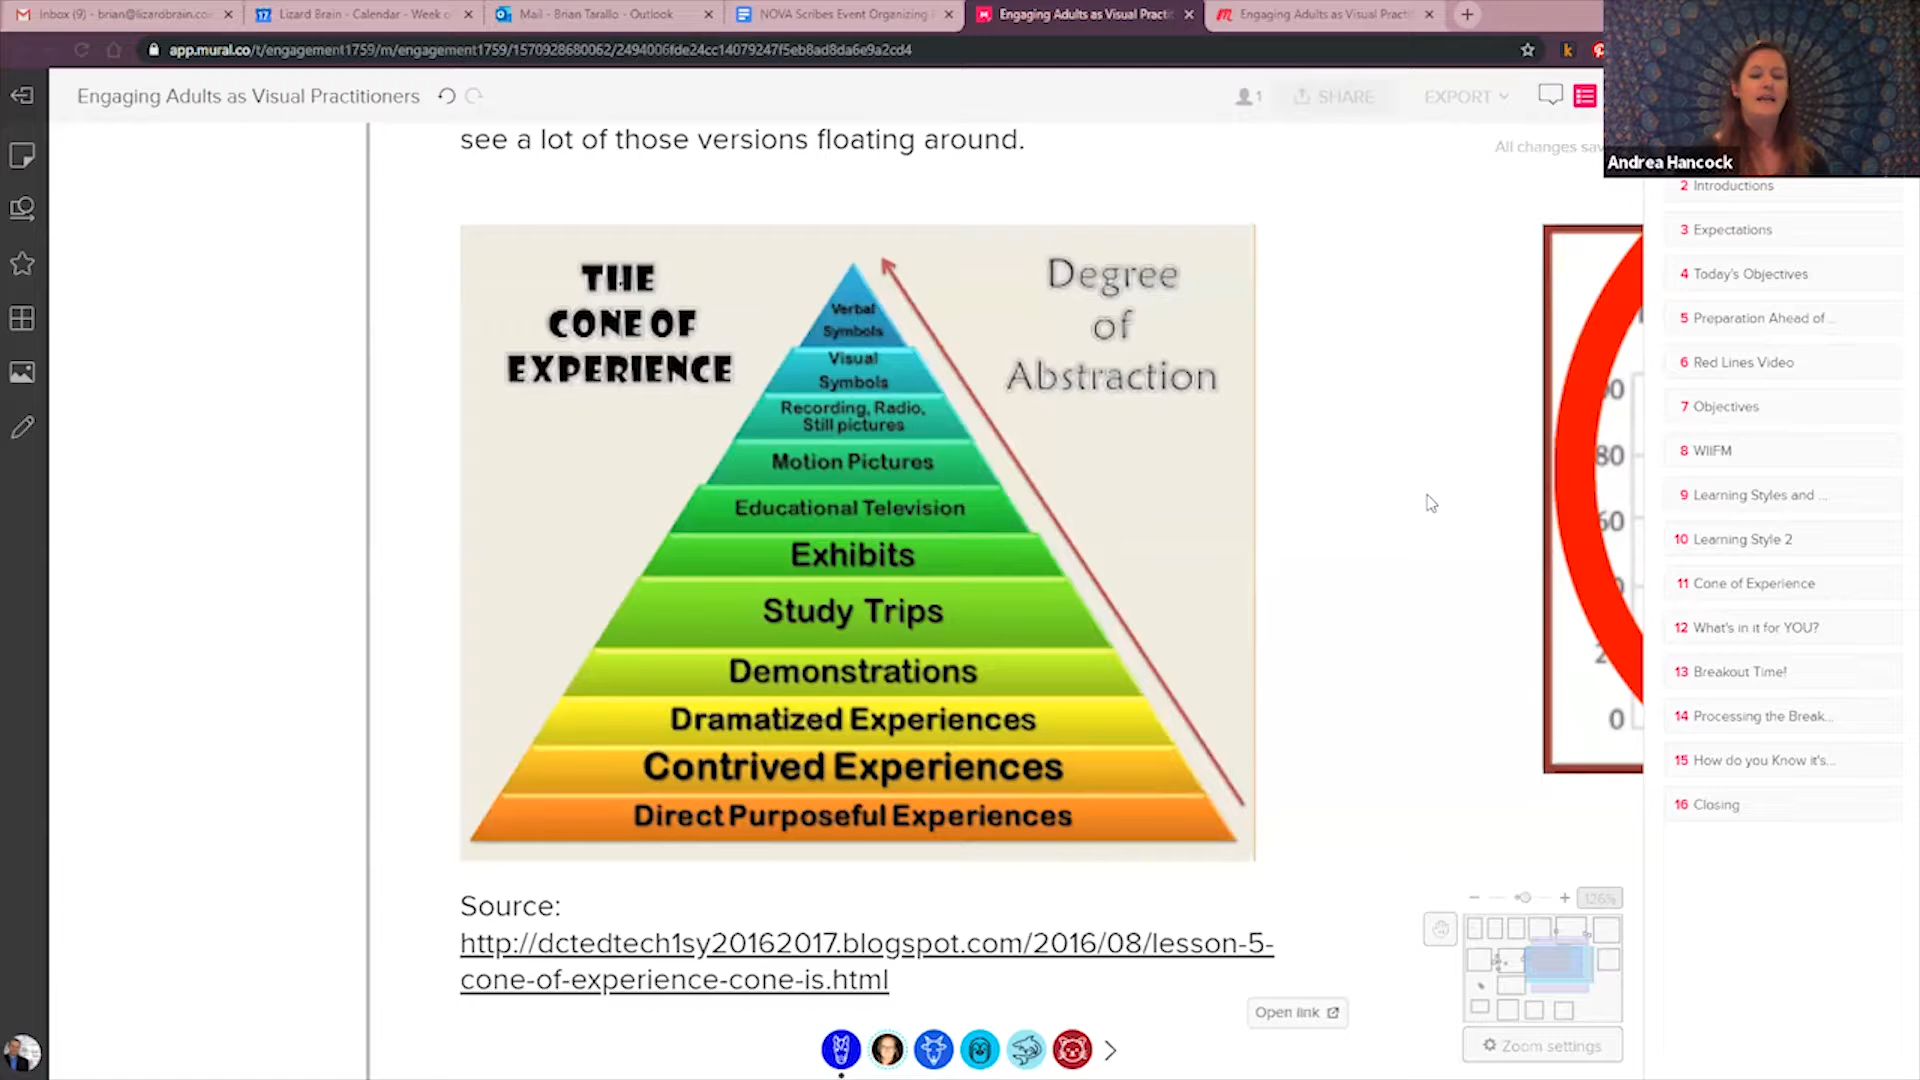 Inbox (9) - brian@lizardbrain.co
Lizard Brain - Calendar - Week o
Mail - Brian Tarallo - Outlook
NOVA Scribes Event Organizing
Engaging Adults as Visual Practi
Engaging Adults as Visual Practi
app.mural.co/t/engagement1759/m/engagement1759/1570928680062/2494006fde24cc14079247f5eb8ad8da6e9a2cd4
Engaging Adults as Visual Practitioners
1
SHARE
EXPORT
All changes sav
Andrea Hancock
see a lot of those versions floating around.
THE
CONE OF
EXPERIENCE
Degree
of
Abstraction
Verbal
Symbols
Visual
Symbols
Recording, Radio,
Still pictures
Motion Pictures
Educational Television
Exhibits
Study Trips
Demonstrations
Dramatized Experiences
Contrived Experiences
Direct Purposeful Experiences
Source:
http://dctedtech1sy20162017.blogspot.com/2016/08/lesson-5-
cone-of-experience-cone-is.html
Open link
80
60
0
2 Introductions
3 Expectations
4 Today's Objectives
5 Preparation Ahead of ...
6 Red Lines Video
7 Objectives
8 WIIFM
9 Learning Styles and ...
10 Learning Style 2
11 Cone of Experience
12 What's in it for YOU?
13 Breakout Time!
14 Processing the Break...
15 How do you Know it's...
16 Closing
126%
Zoom settings